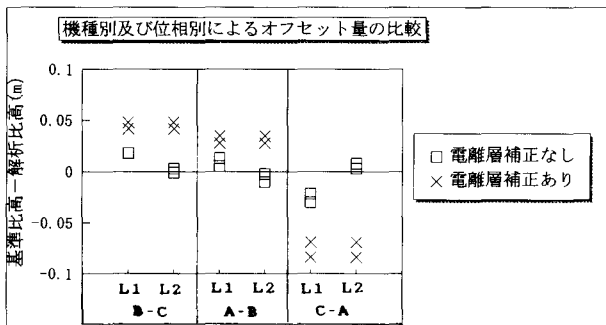 機種別及び位相別によるオフセット量の比較
基準比高－解析比高(m)
0.1
0.05
0
-0.05
-0.1
L1 L2 L1 L2 L1 L2
B-C A-B C-A
□ 電離層補正なし
× 電離層補正あり